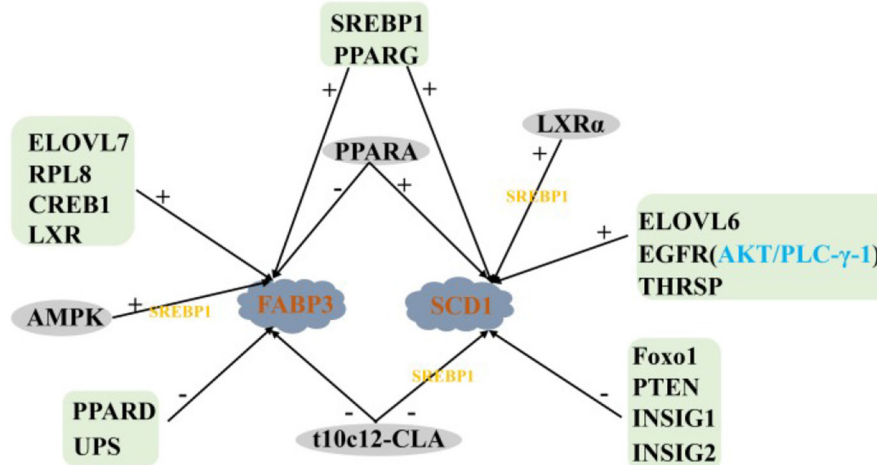 SREBP1
PPARG
+
+
LXRα
+
ELOVL7
RPL8
CREB1
LXR
+
PPARA
-
+
SREBP1
ELOVL6
EGFR(AKT/PLC-γ-1)
THRSP
+
AMPK
+
SREBP1
FABP3
SCD1
PPARD
UPS
-
t10c12-CLA
-
-
SREBP1
Foxo1
PTEN
INSIG1
INSIG2
-